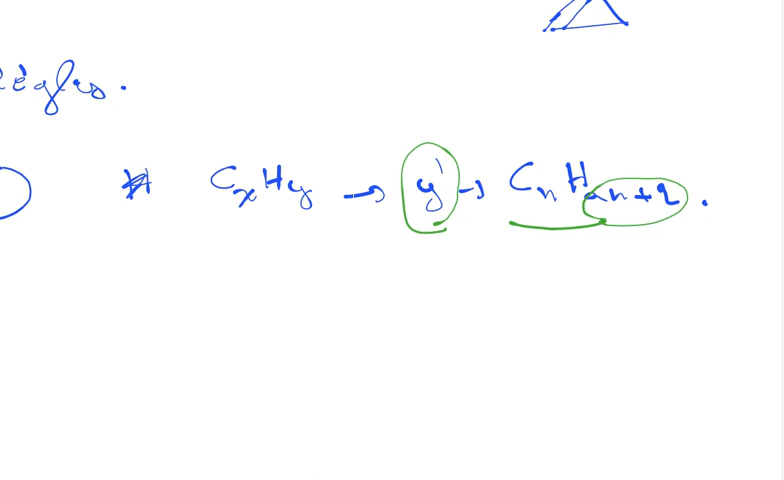 règles.
* CxHy → y' → CnH2n+2.